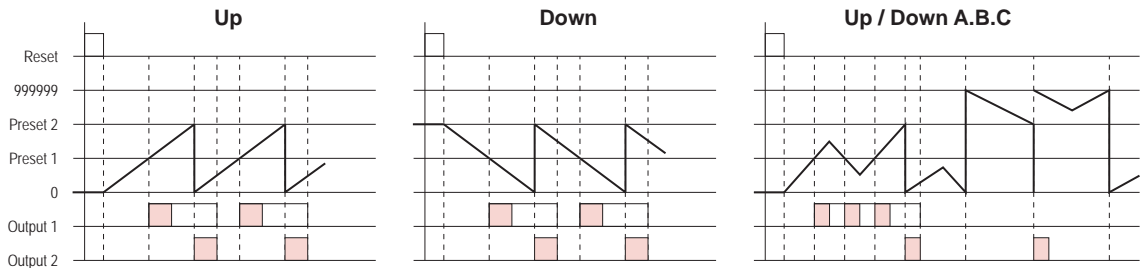 Up
Down
Up / Down A.B.C
Reset
999999
Preset 2
Preset 1
0
Output 1
Output 2